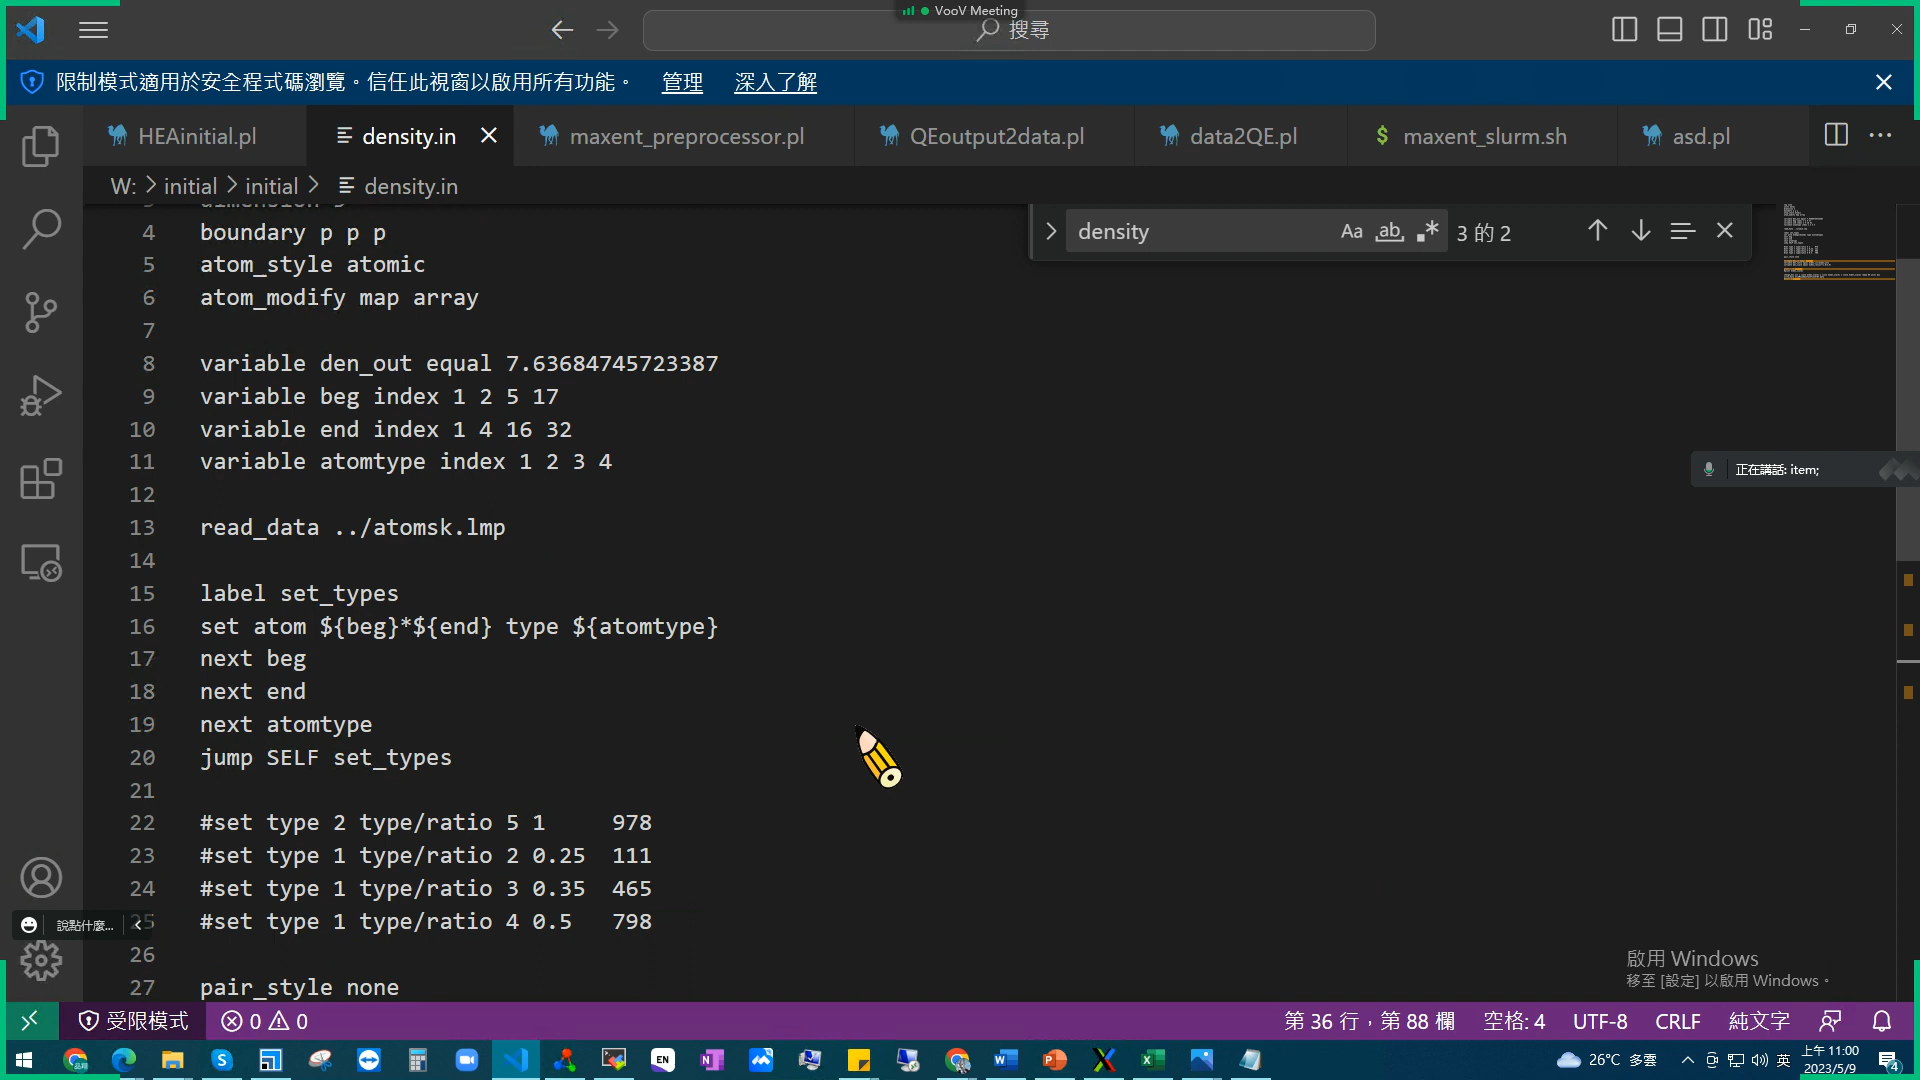 VooV Meeting
搜尋
限制模式適用於安全程式碼瀏覽。信任此視窗以啟用所有功能。 管理 深入了解
HEAinitial.pl density.in maxent_preprocessor.pl QEoutput2data.pl data2QE.pl $ maxent_slurm.sh asd.pl
W: > initial > initial > density.in
density Aa ab 3 的 2
4 boundary p p p
5 atom_style atomic
6 atom_modify map array
7
8 variable den_out equal 7.63684745723387
9 variable beg index 1 2 5 17
10 variable end index 1 4 16 32
11 variable atomtype index 1 2 3 4
12
13 read_data ../atomsk.lmp
14
15 label set_types
16 set atom ${beg}*${end} type ${atomtype}
17 next beg
18 next end
19 next atomtype
20 jump SELF set_types
21
22 #set type 2 type/ratio 5 1 978
23 #set type 1 type/ratio 2 0.25 111
24 #set type 1 type/ratio 3 0.35 465
25 #set type 1 type/ratio 4 0.5 798
26
27 pair_style none
正在講話: item;
說點什麼...
啟用 Windows
移至 [設定] 以啟用 Windows。
受限模式 0 0 第 36 行，第 88 欄 空格: 4 UTF-8 CRLF 純文字
EN 26°C 多雲 英 上午 11:00
2023/5/9
4